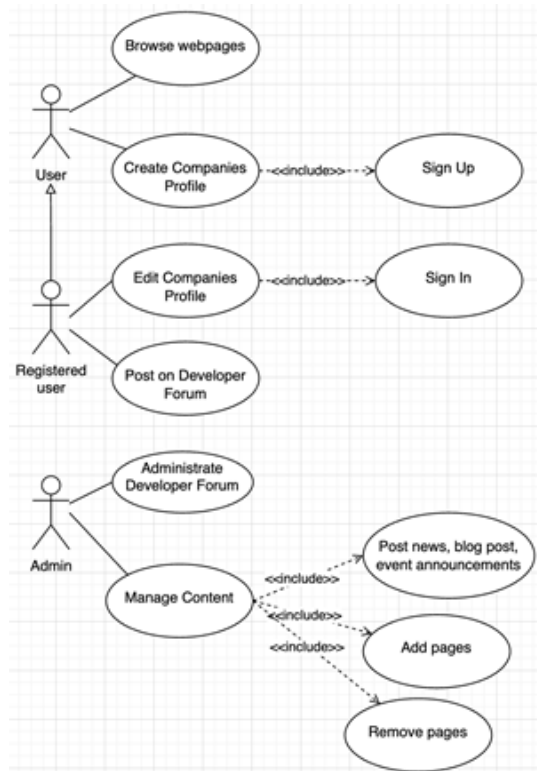 Browse webpages
User
Create Companies
Profile
<<include>>
Sign Up
Edit Companies
Profile
<<include>>
Sign In
Registered
user
Post on Developer
Forum
Administrate
Developer Forum
Admin
Manage Content
<<include>>
Post news, blog post,
event announcements
<<include>>
Add pages
<<include>>
Remove pages